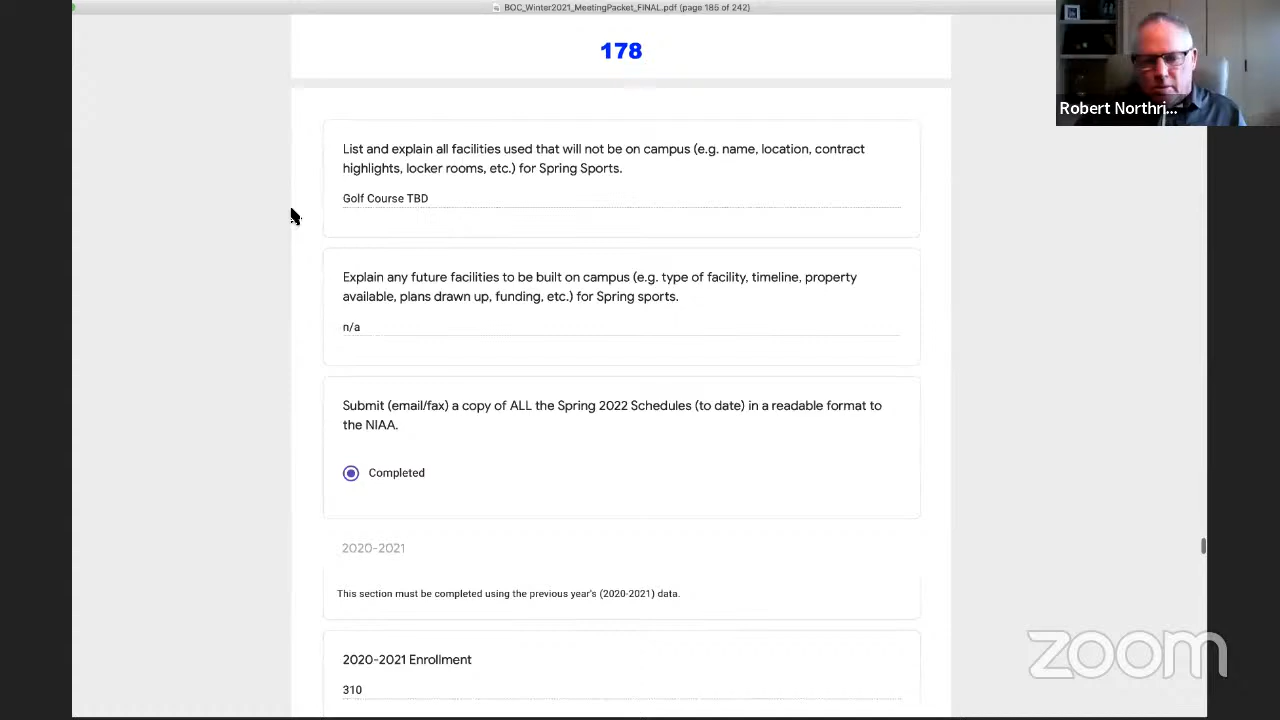 BOC_Winter2021_MeetingPacket_FINAL.pdf (page 185 of 242)
178
Robert Northri...
List and explain all facilities used that will not be on campus (e.g. name, location, contract
highlights, locker rooms, etc.) for Spring Sports.
Golf Course TBD
Explain any future facilities to be built on campus (e.g. type of facility, timeline, property
available, plans drawn up, funding, etc.) for Spring sports.
n/a
Submit (email/fax) a copy of ALL the Spring 2022 Schedules (to date) in a readable format to
the NIAA.
Completed
2020-2021
This section must be completed using the previous year's (2020-2021) data.
2020-2021 Enrollment
310
zoom